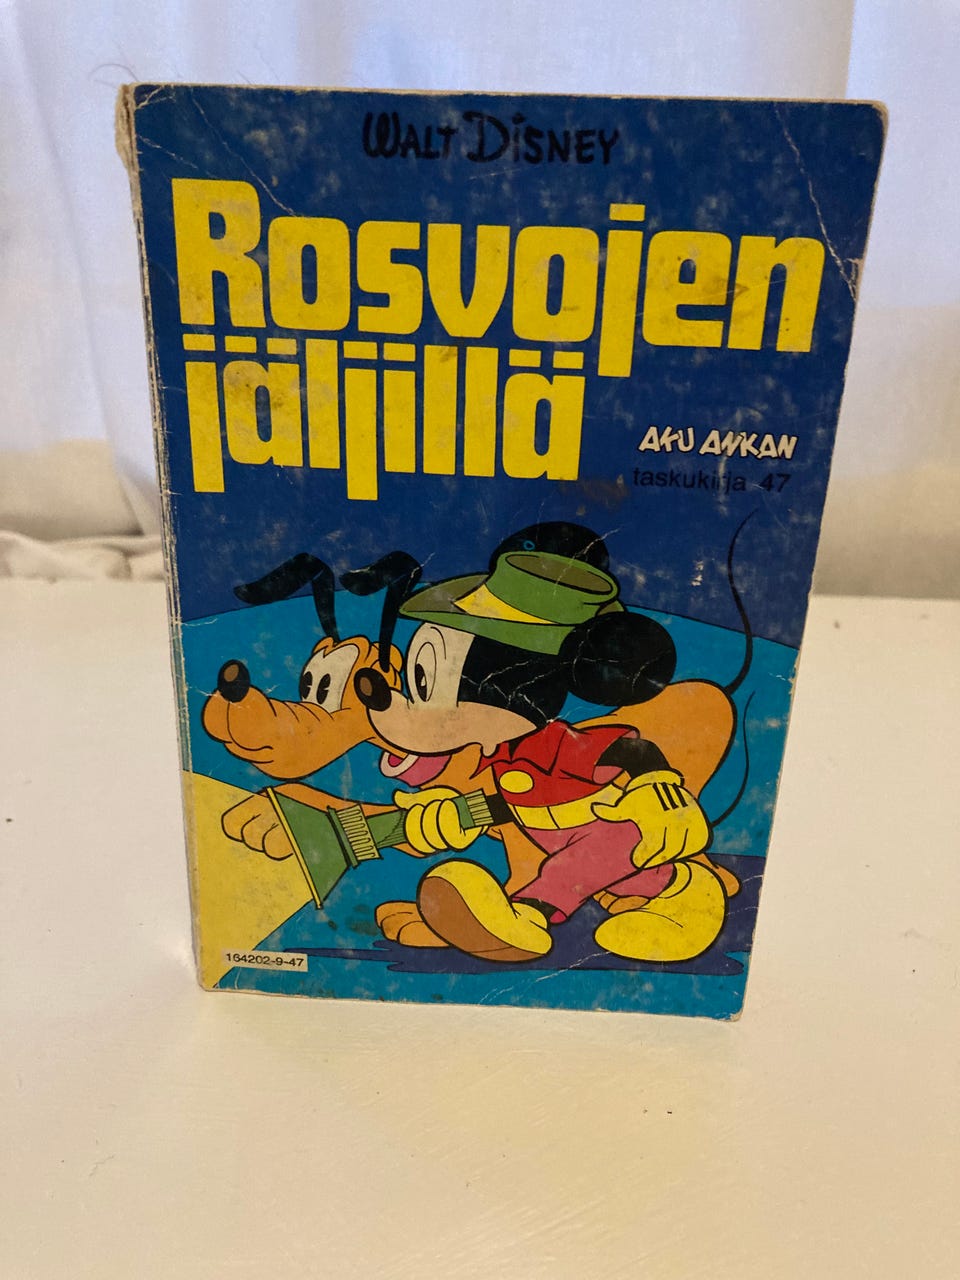 WALT DISNEY
Rosvojen
jäljillä
AKU ANKAN
taskukirja 47
164202-9-47